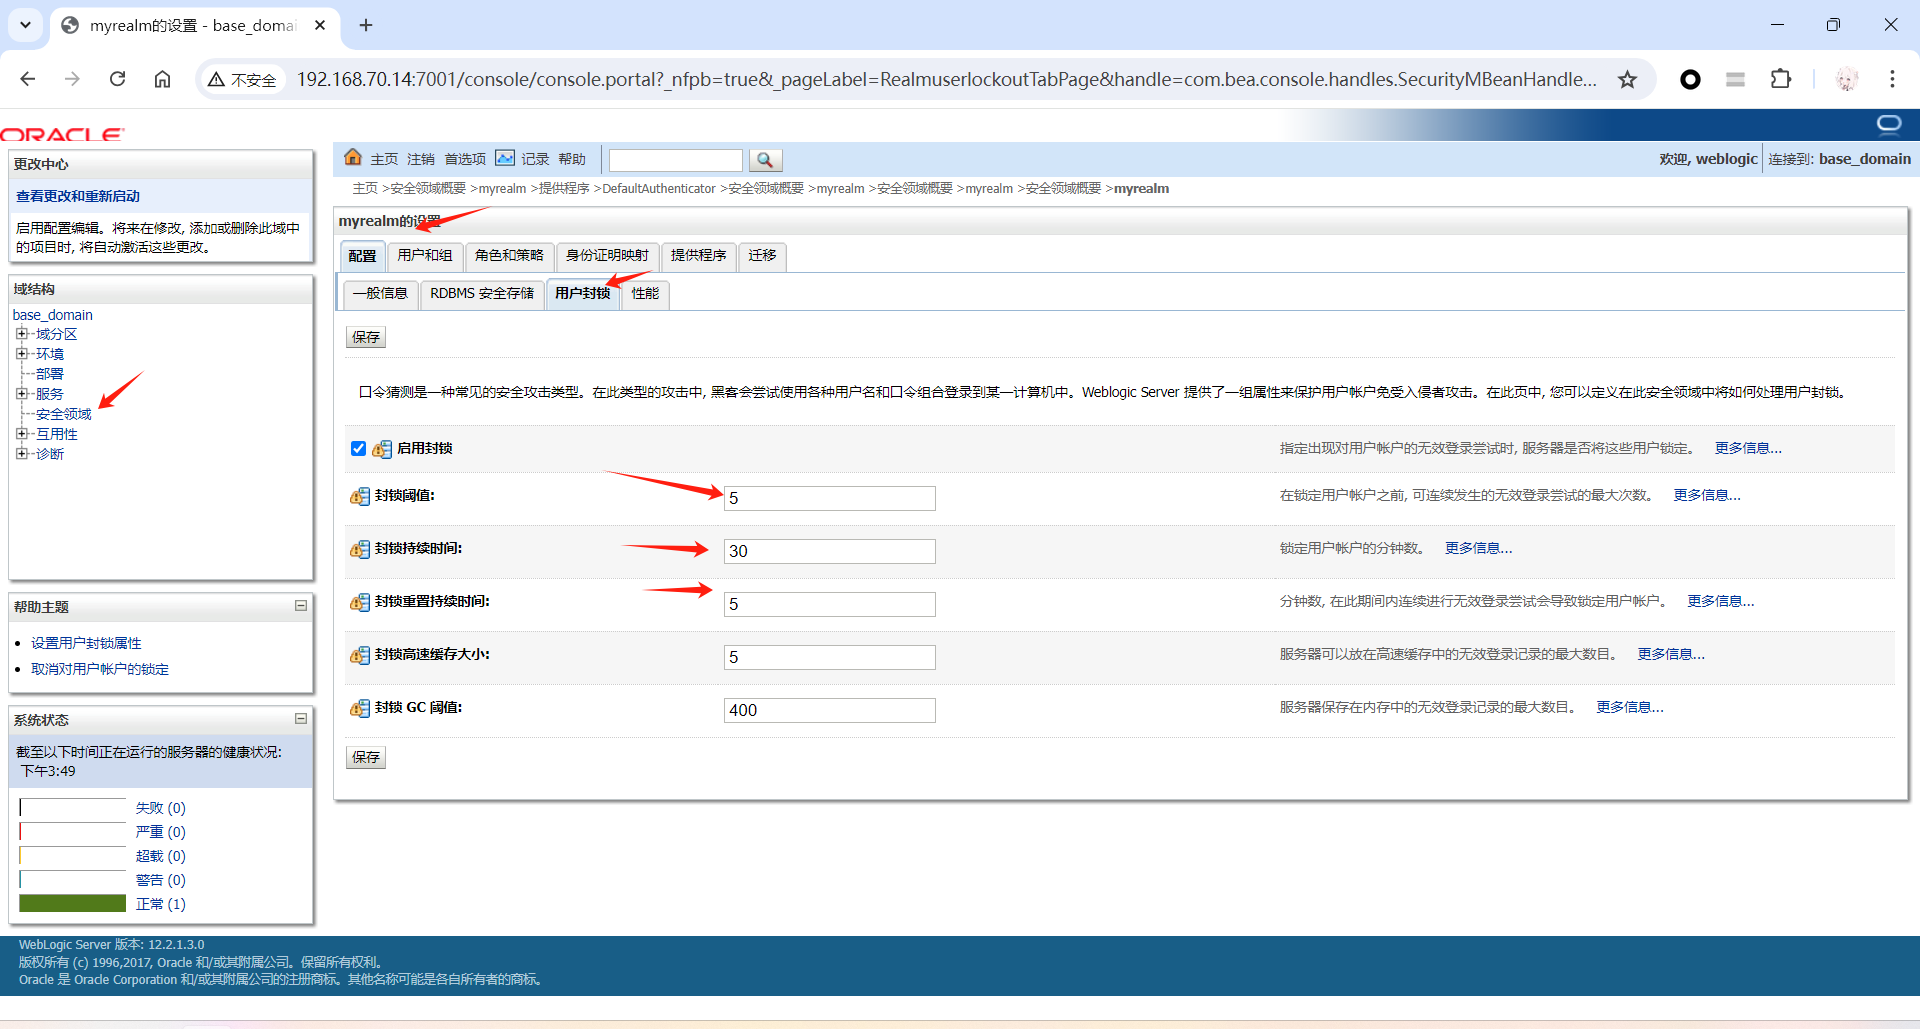 myrealm的设置 - base_domai
不安全
192.168.70.14:7001/console/console.portal?_nfpb=true&_pageLabel=RealmuserlockoutTabPage&handle=com.bea.console.handles.SecurityMBeanHandle...
ORACLE
更改中心
查看更改和重新启动
启用配置编辑。将来在修改, 添加或删除此域中
的项目时, 将自动激活这些更改。
域结构
base_domain
域分区
环境
部署
服务
安全领域
互用性
诊断
帮助主题
设置用户封锁属性
取消对用户帐户的锁定
系统状态
截至以下时间正在运行的服务器的健康状况:
下午3:49
失败 (0)
严重 (0)
超载 (0)
警告 (0)
正常 (1)
主页 注销 首选项 记录 帮助
欢迎, weblogic 连接到: base_domain
主页 >安全领域概要 >myrealm >提供程序 >DefaultAuthenticator >安全领域概要 >myrealm >安全领域概要 >myrealm >安全领域概要 >myrealm
myrealm的设置
配置 用户和组 角色和策略 身份证明映射 提供程序 迁移
一般信息 RDBMS 安全存储 用户封锁 性能
保存
口令猜测是一种常见的安全攻击类型。在此类型的攻击中, 黑客会尝试使用各种用户名和口令组合登录到某一计算机中。Weblogic Server 提供了一组属性来保护用户帐户免受入侵者攻击。在此页中, 您可以定义在此安全领域中将如何处理用户封锁。
启用封锁 指定出现对用户帐户的无效登录尝试时, 服务器是否将这些用户锁定。 更多信息...
封锁阈值: 5 在锁定用户帐户之前, 可连续发生的无效登录尝试的最大次数。 更多信息...
封锁持续时间: 30 锁定用户帐户的分钟数。 更多信息...
封锁重置持续时间: 5 分钟数, 在此期间内连续进行无效登录尝试会导致锁定用户帐户。 更多信息...
封锁高速缓存大小: 5 服务器可以放在高速缓存中的无效登录记录的最大数目。 更多信息...
封锁 GC 阈值: 400 服务器保存在内存中的无效登录记录的最大数目。 更多信息...
保存
WebLogic Server 版本: 12.2.1.3.0
版权所有 (c) 1996,2017, Oracle 和/或其附属公司。保留所有权利。
Oracle 是 Oracle Corporation 和/或其附属公司的注册商标。其他名称可能是各自所有者的商标。